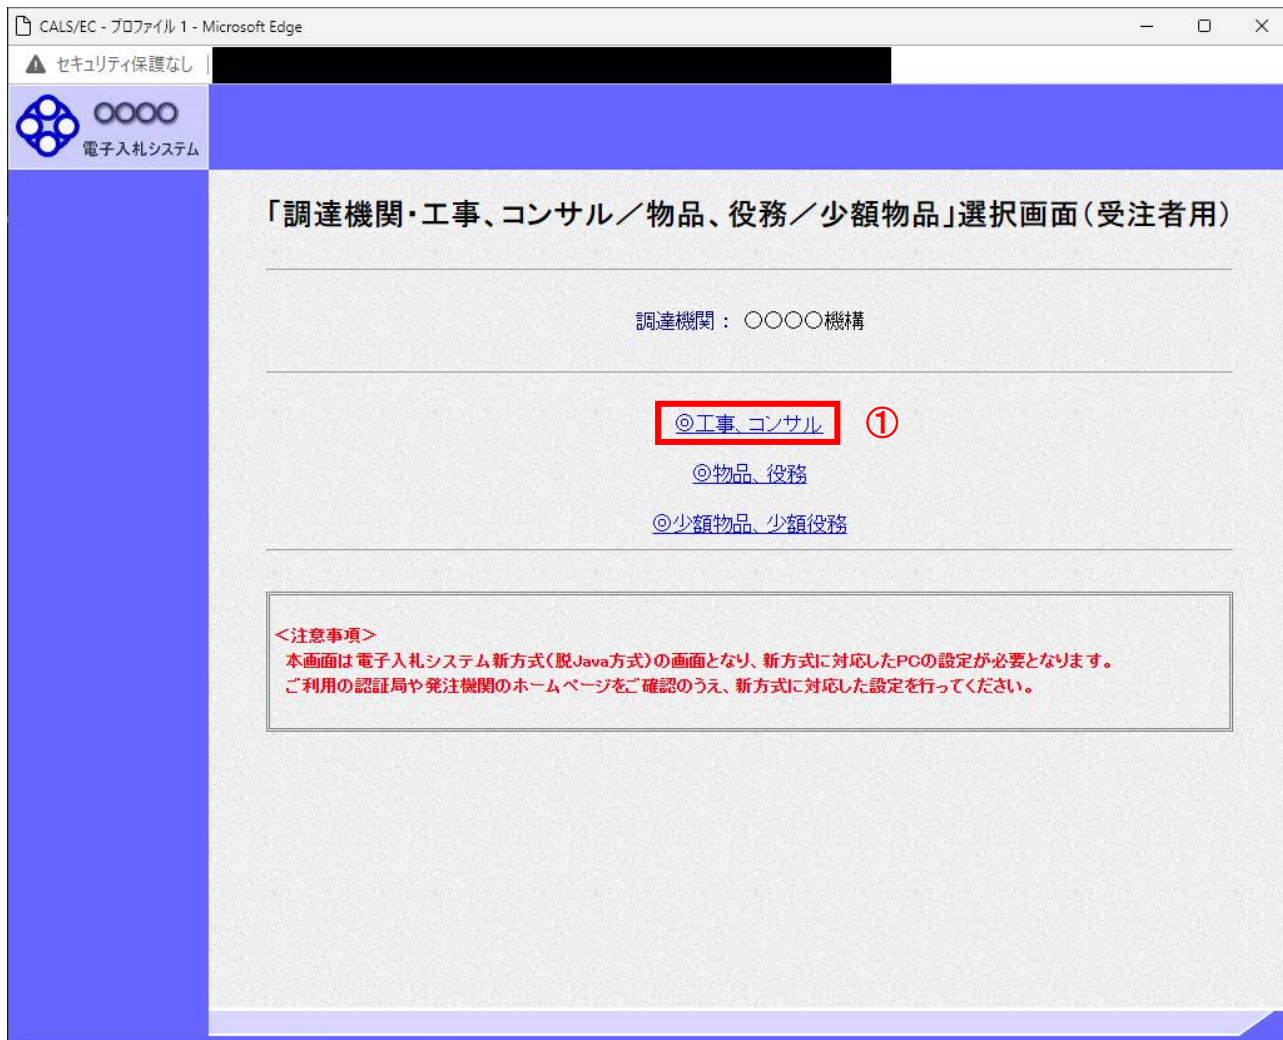 CALS/EC - プロファイル 1 - Microsoft Edge
セキュリティ保護なし
○○○○
電子入札システム
「調達機関・工事、コンサル／物品、役務／少額物品」選択画面(受注者用)
調達機関： ○○○○機構
◎工事、コンサル ①
◎物品、役務
◎少額物品、少額役務
＜注意事項＞
本画面は電子入札システム新方式(脱Java方式)の画面となり、新方式に対応したPCの設定が必要となります。
ご利用の認証局や発注機関のホームページをご確認のうえ、新方式に対応した設定を行ってください。